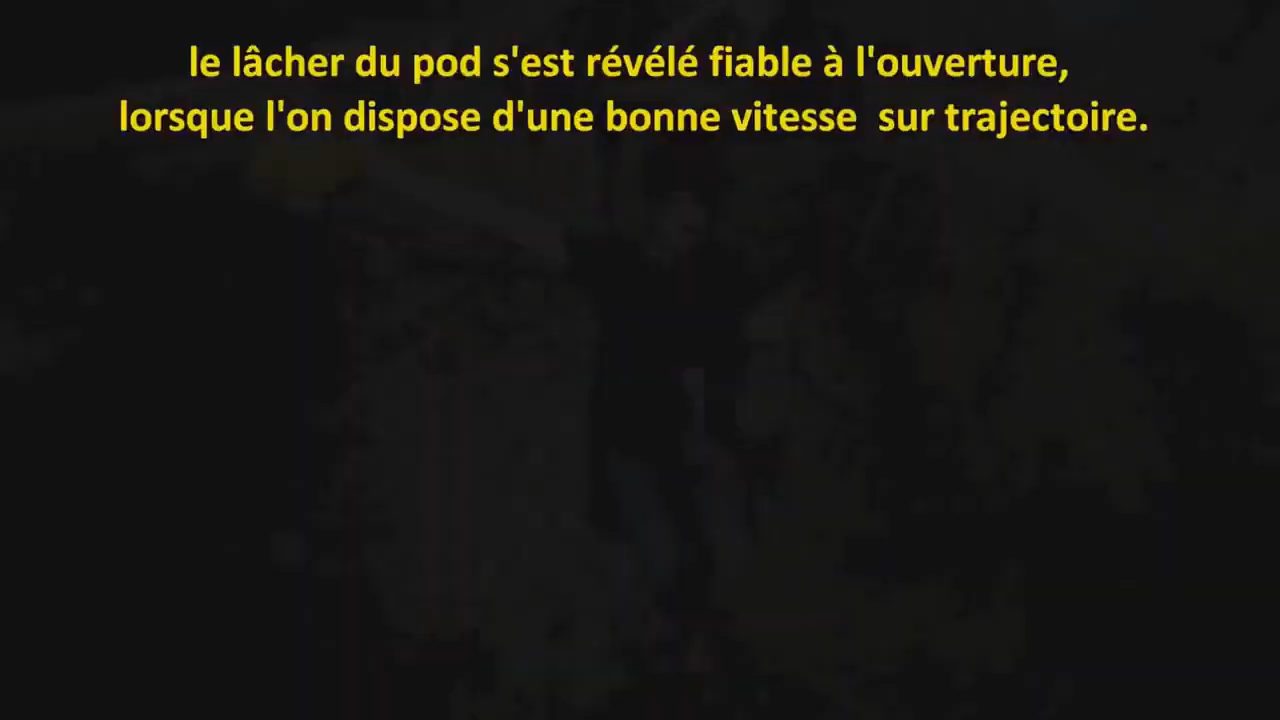 le lâcher du pod s'est révélé fiable à l'ouverture,
lorsque l'on dispose d'une bonne vitesse  sur trajectoire.